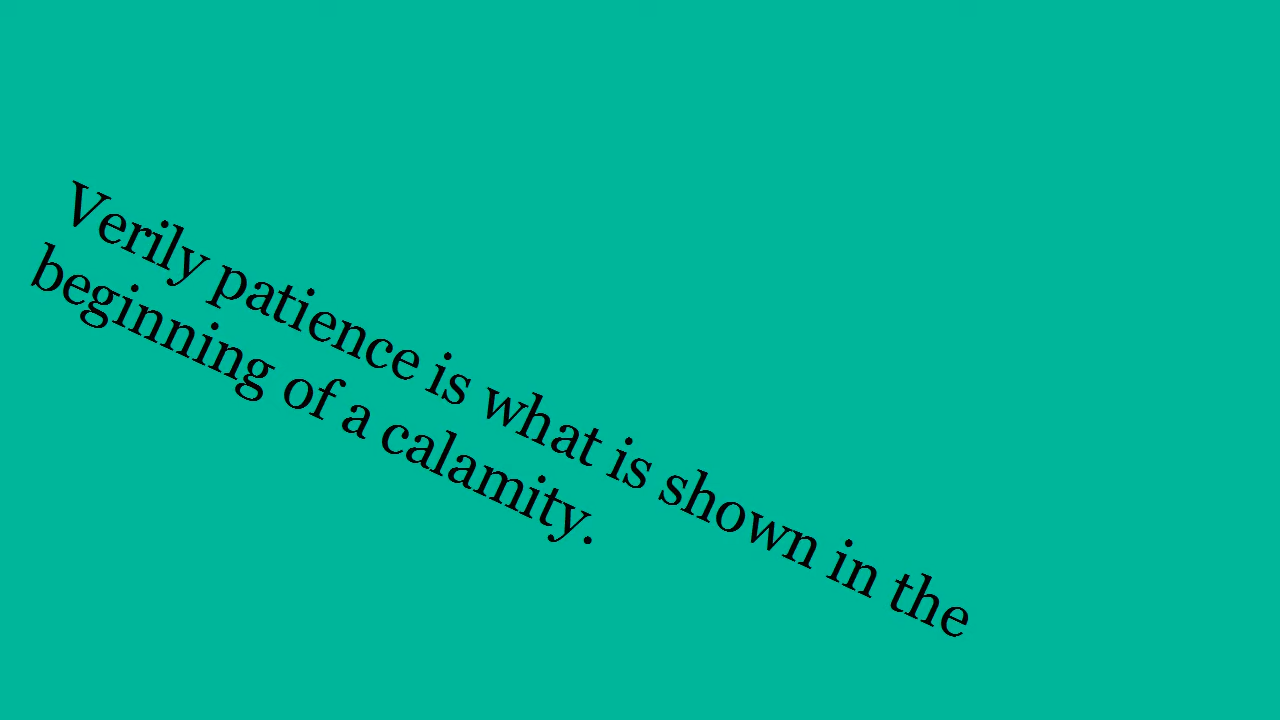 Verily patience is what is shown in the
beginning of a calamity.